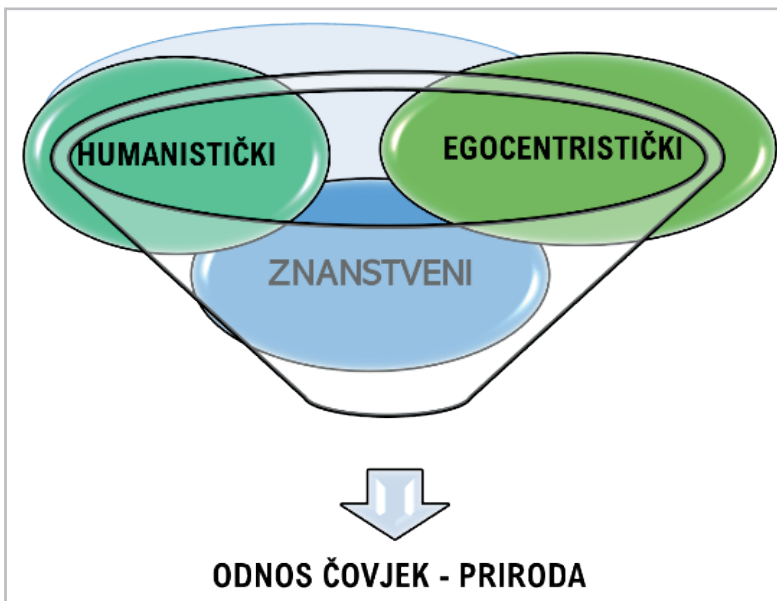 HUMANISTIČKI
EGOCENTRISTIČKI
ZNANSTVENI
ODNOS ČOVJEK - PRIRODA